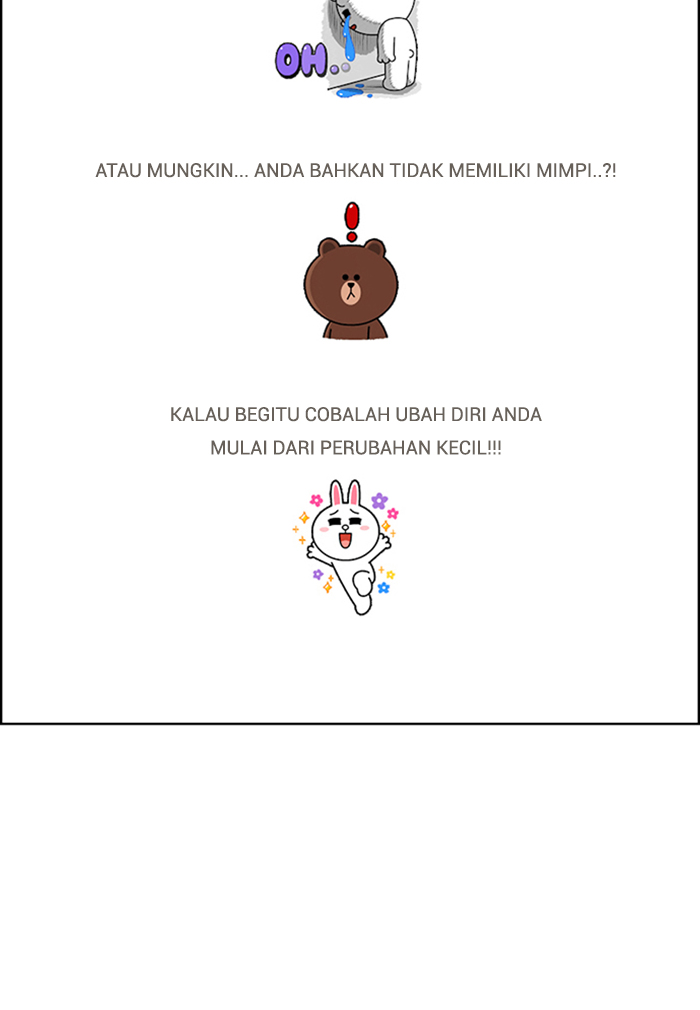 OH..
ATAU MUNGKIN... ANDA BAHKAN TIDAK MEMILIKI MIMPI..?!
!
KALAU BEGITU COBALAH UBAH DIRI ANDA
MULAI DARI PERUBAHAN KECIL!!!